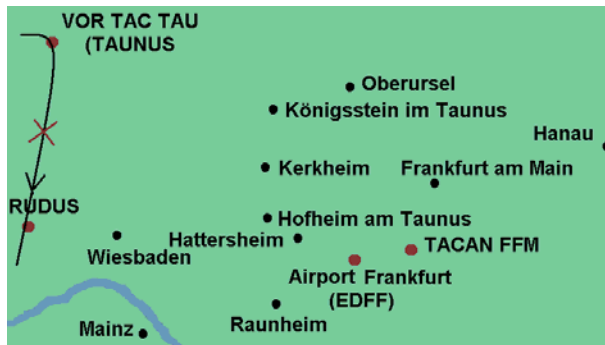 VOR TAC TAU
(TAUNUS
Oberursel
Königsstein im Taunus
Hanau
Kerkheim
Frankfurt am Main
RUDUS
Hofheim am Taunus
Hattersheim
TACAN FFM
Wiesbaden
Airport Frankfurt
(EDFF)
Raunheim
Mainz